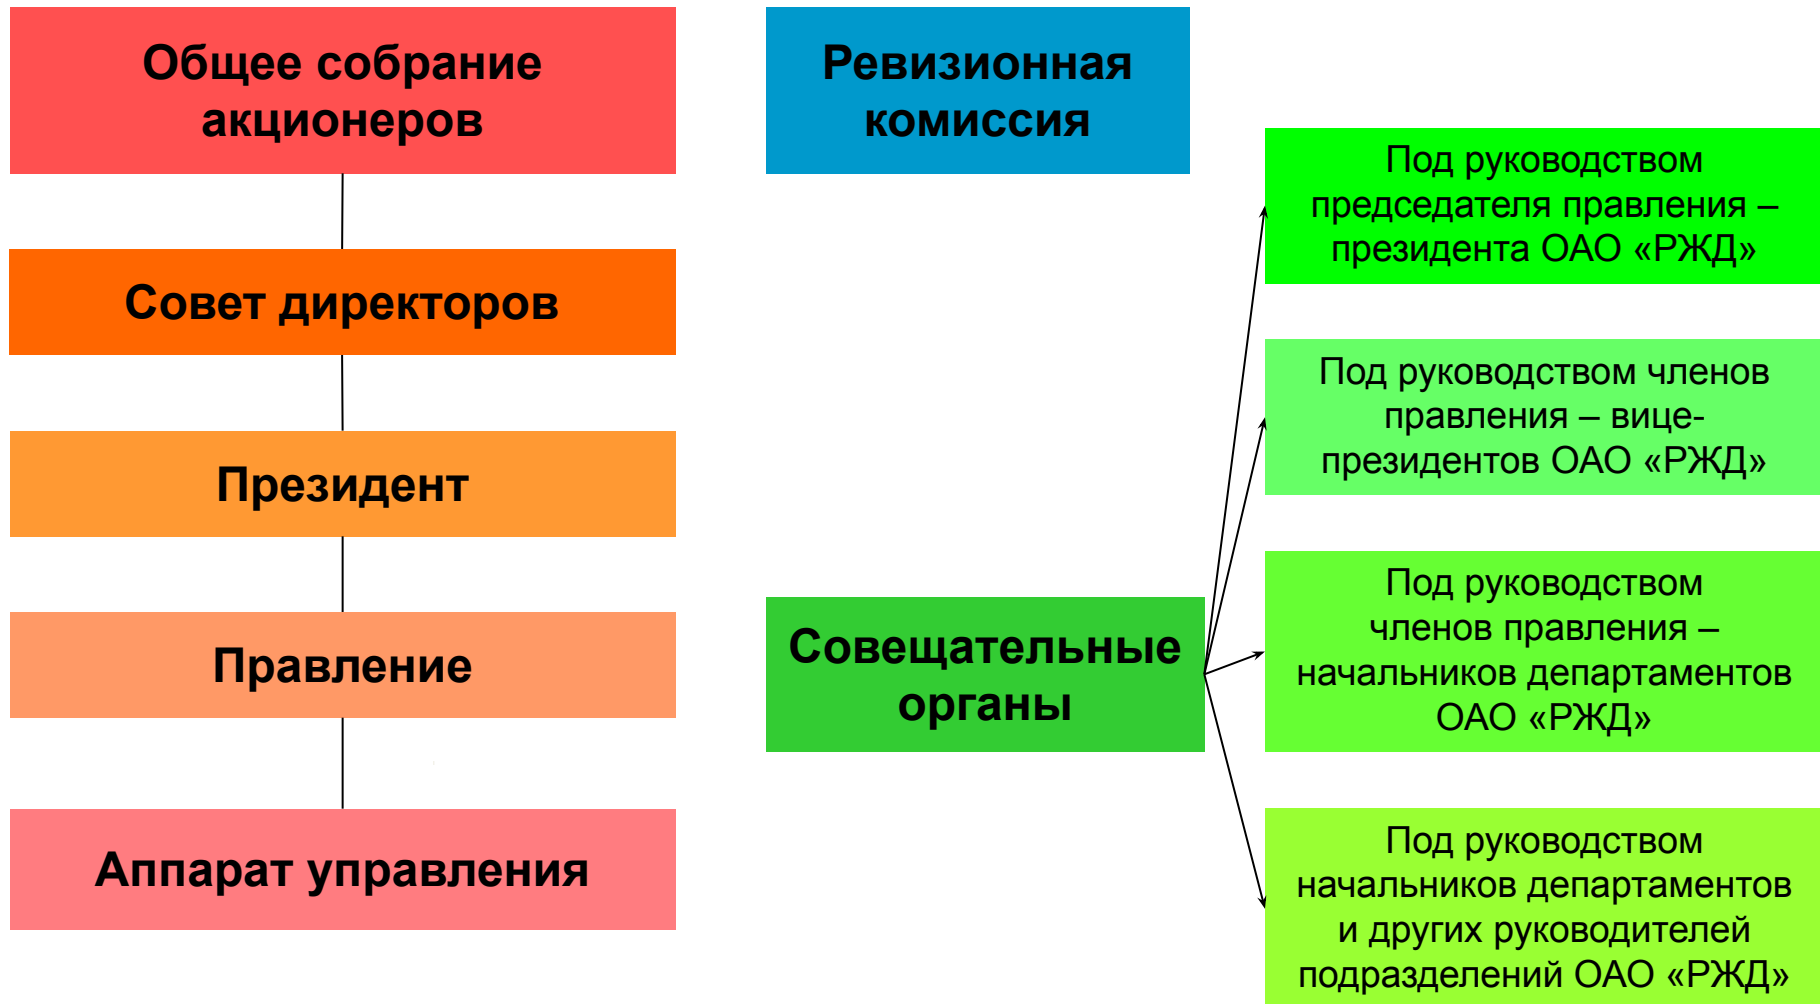 Общее собрание
акционеров
Совет директоров
Президент
Правление
Аппарат управления
Ревизионная
комиссия
Совещательные
органы
Под руководством
председателя правления –
президента ОАО «РЖД»
Под руководством членов
правления – вице-
президентов ОАО «РЖД»
Под руководством
членов правления –
начальников департаментов
ОАО «РЖД»
Под руководством
начальников департаментов
и других руководителей
подразделений ОАО «РЖД»